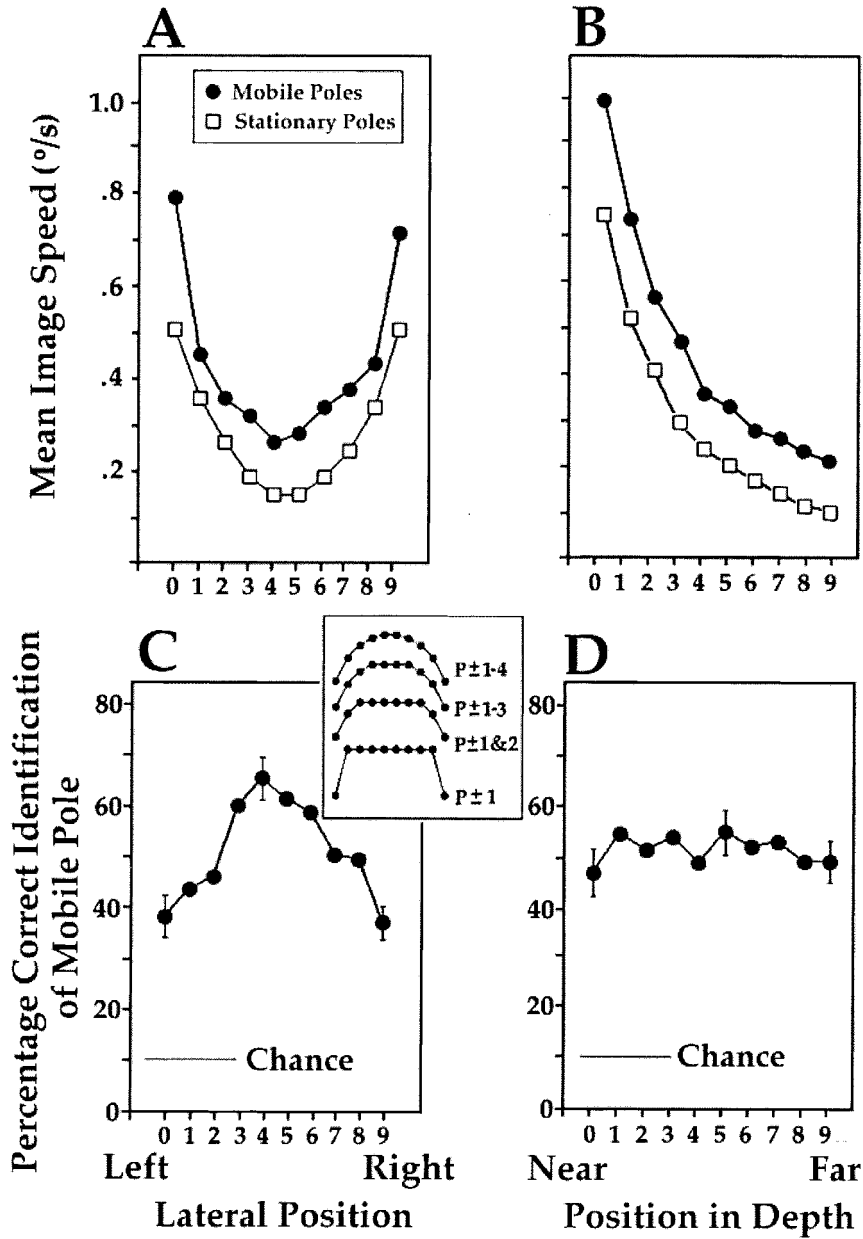 A
B
Mobile Poles
Stationary Poles
Mean Image Speed (°/s)
1.0
.8
.6
.4
.2
0 1 2 3 4 5 6 7 8 9
0 1 2 3 4 5 6 7 8 9
C
D
P±1-4
P±1-3
P±1&2
P±1
Percentage Correct Identification
of Mobile Pole
80
60
40
20
0
Chance
0 1 2 3 4 5 6 7 8 9
Left
Right
Lateral Position
80
60
40
20
0
Chance
0 1 2 3 4 5 6 7 8 9
Near
Far
Position in Depth